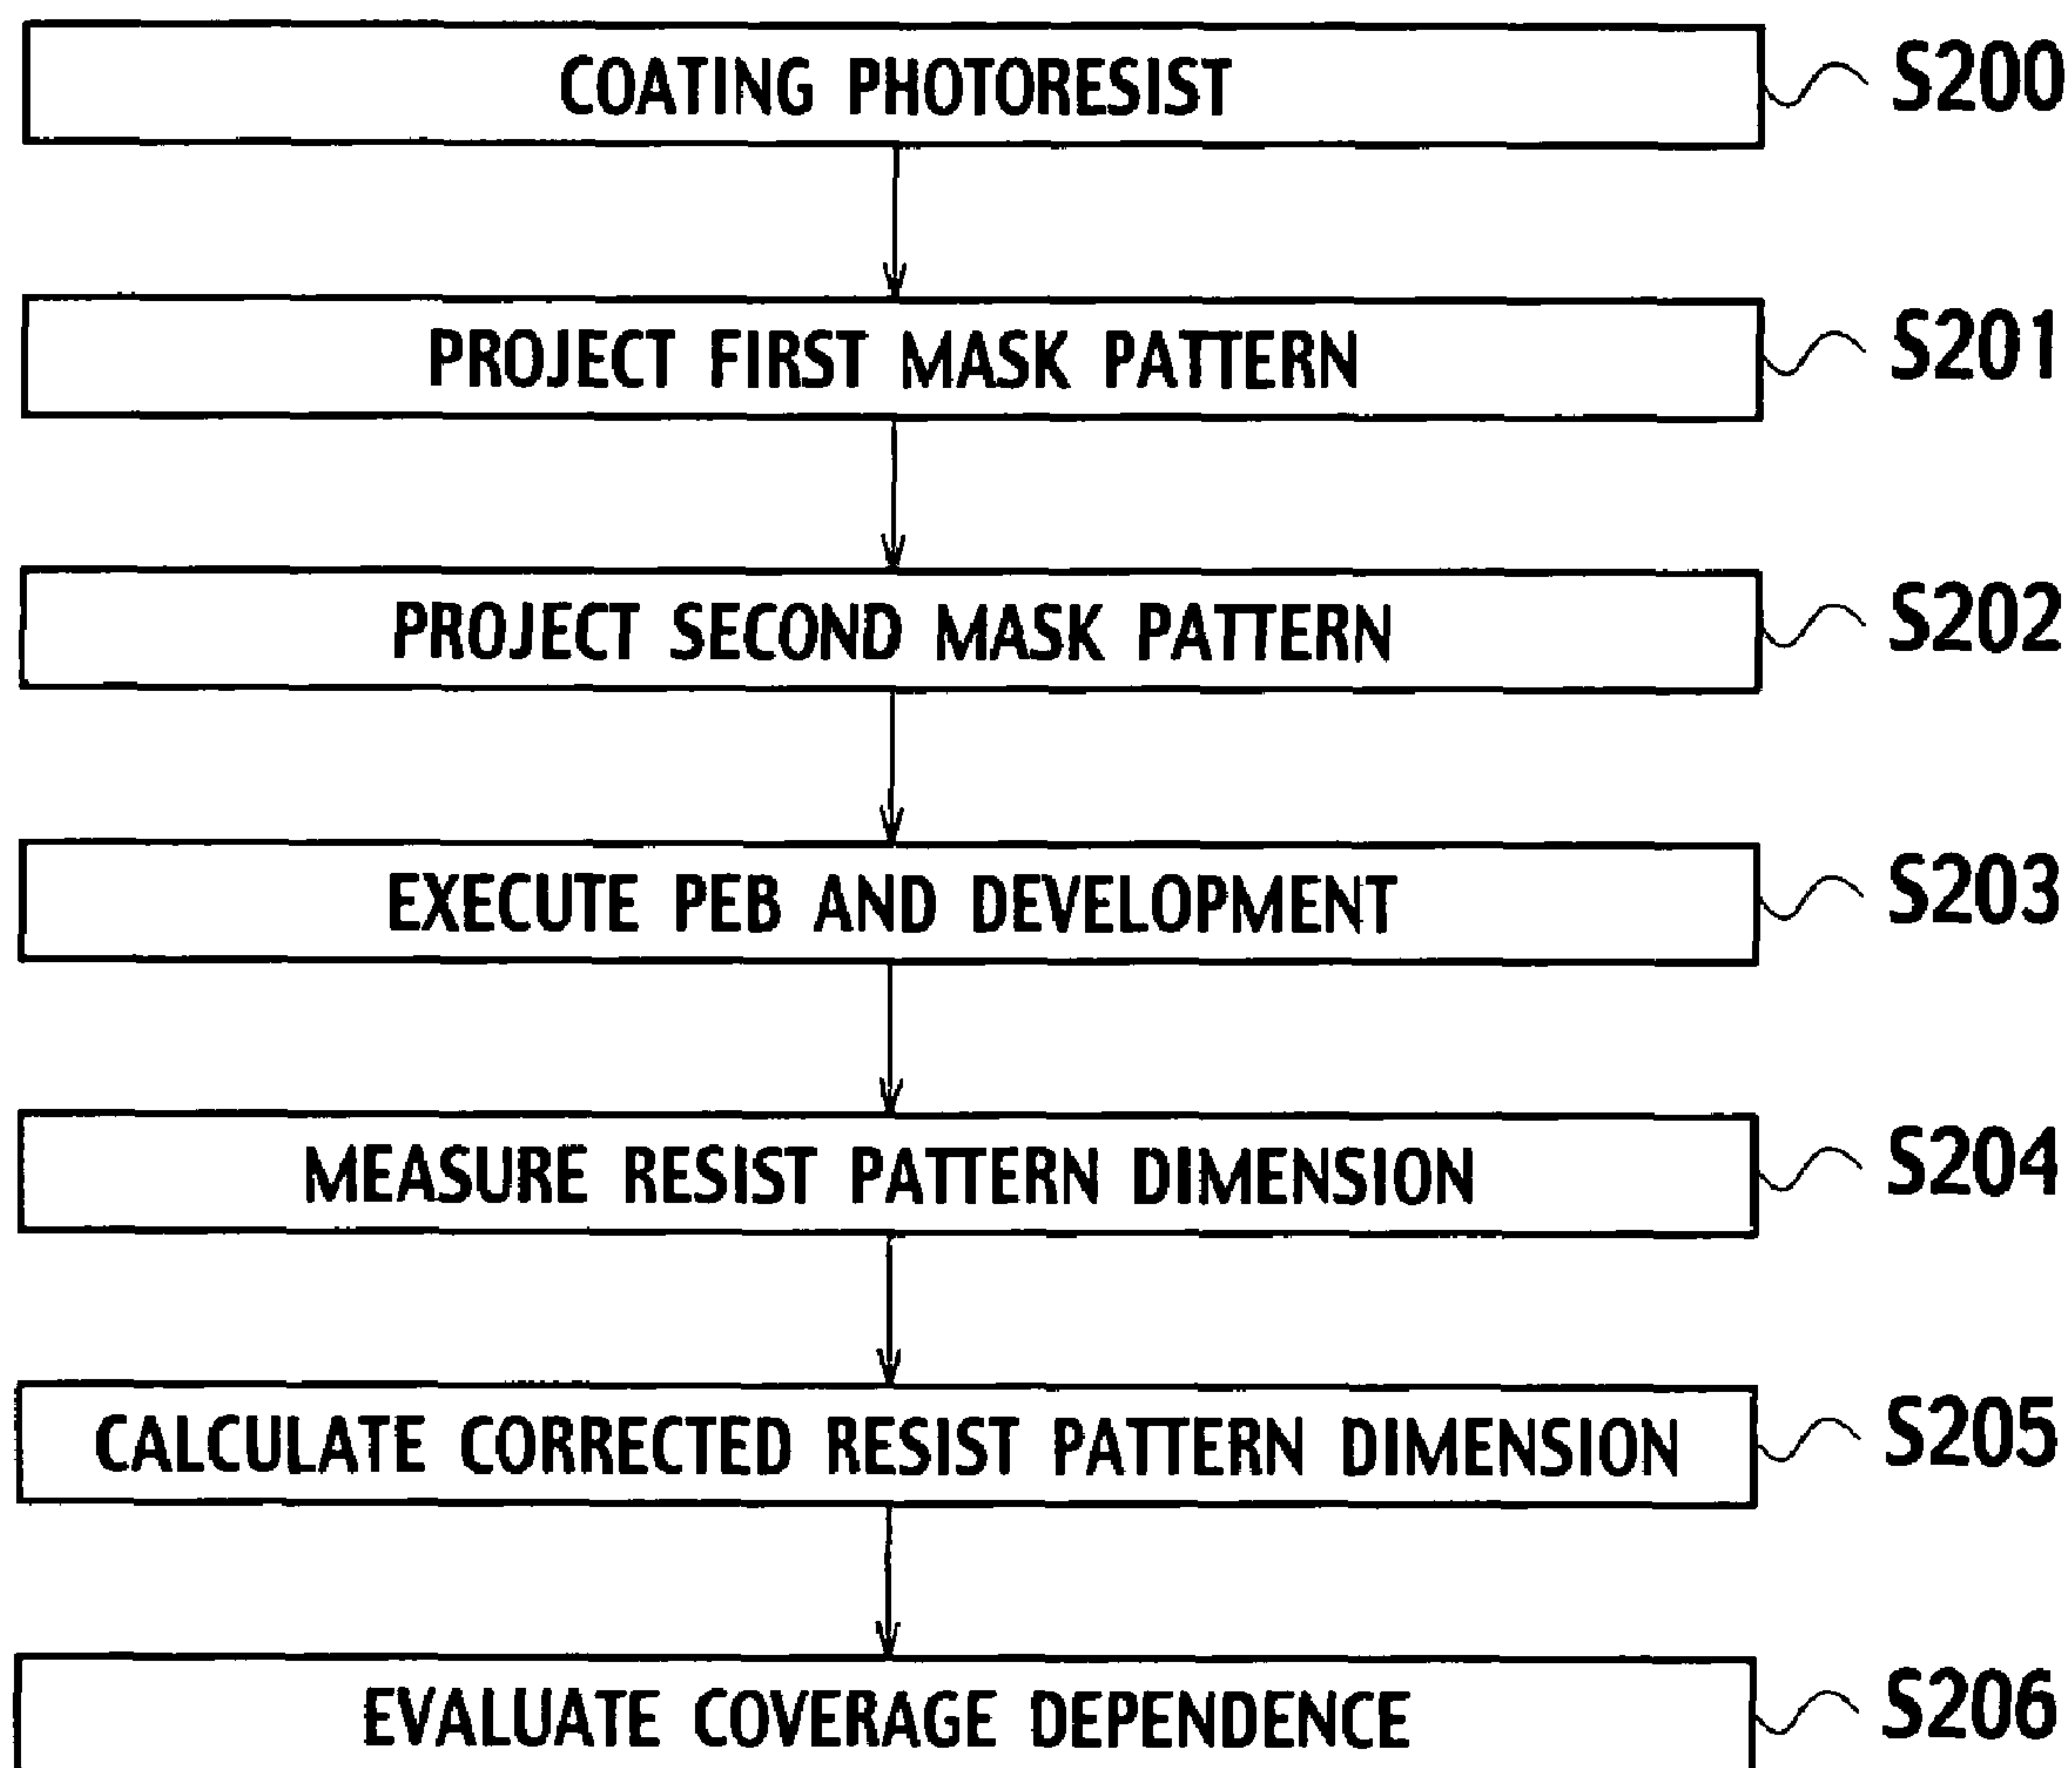 COATING PHOTORESIST S200
PROJECT FIRST MASK PATTERN S201
PROJECT SECOND MASK PATTERN S202
EXECUTE PEB AND DEVELOPMENT S203
MEASURE RESIST PATTERN DIMENSION S204
CALCULATE CORRECTED RESIST PATTERN DIMENSION S205
EVALUATE COVERAGE DEPENDENCE S206